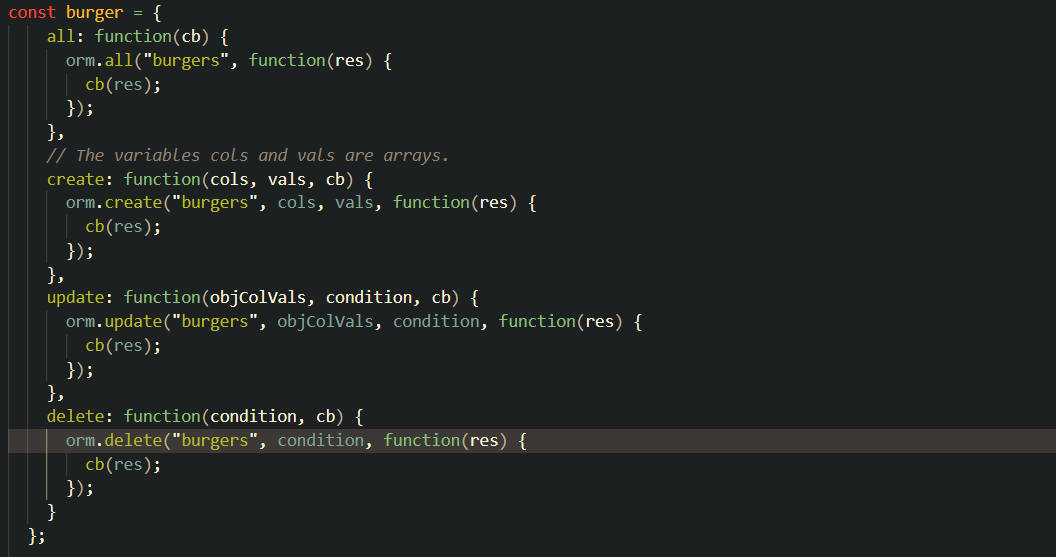 const burger = {
all: function(cb) {
orm.all("burgers", function(res) {
cb(res);
});
},
// The variables cols and vals are arrays.
create: function(cols, vals, cb) {
orm.create("burgers", cols, vals, function(res) {
cb(res);
});
},
update: function(objColVals, condition, cb) {
orm.update("burgers", objColVals, condition, function(res) {
cb(res);
});
},
delete: function(condition, cb) {
orm.delete("burgers", condition, function(res) {
cb(res);
});
}
};